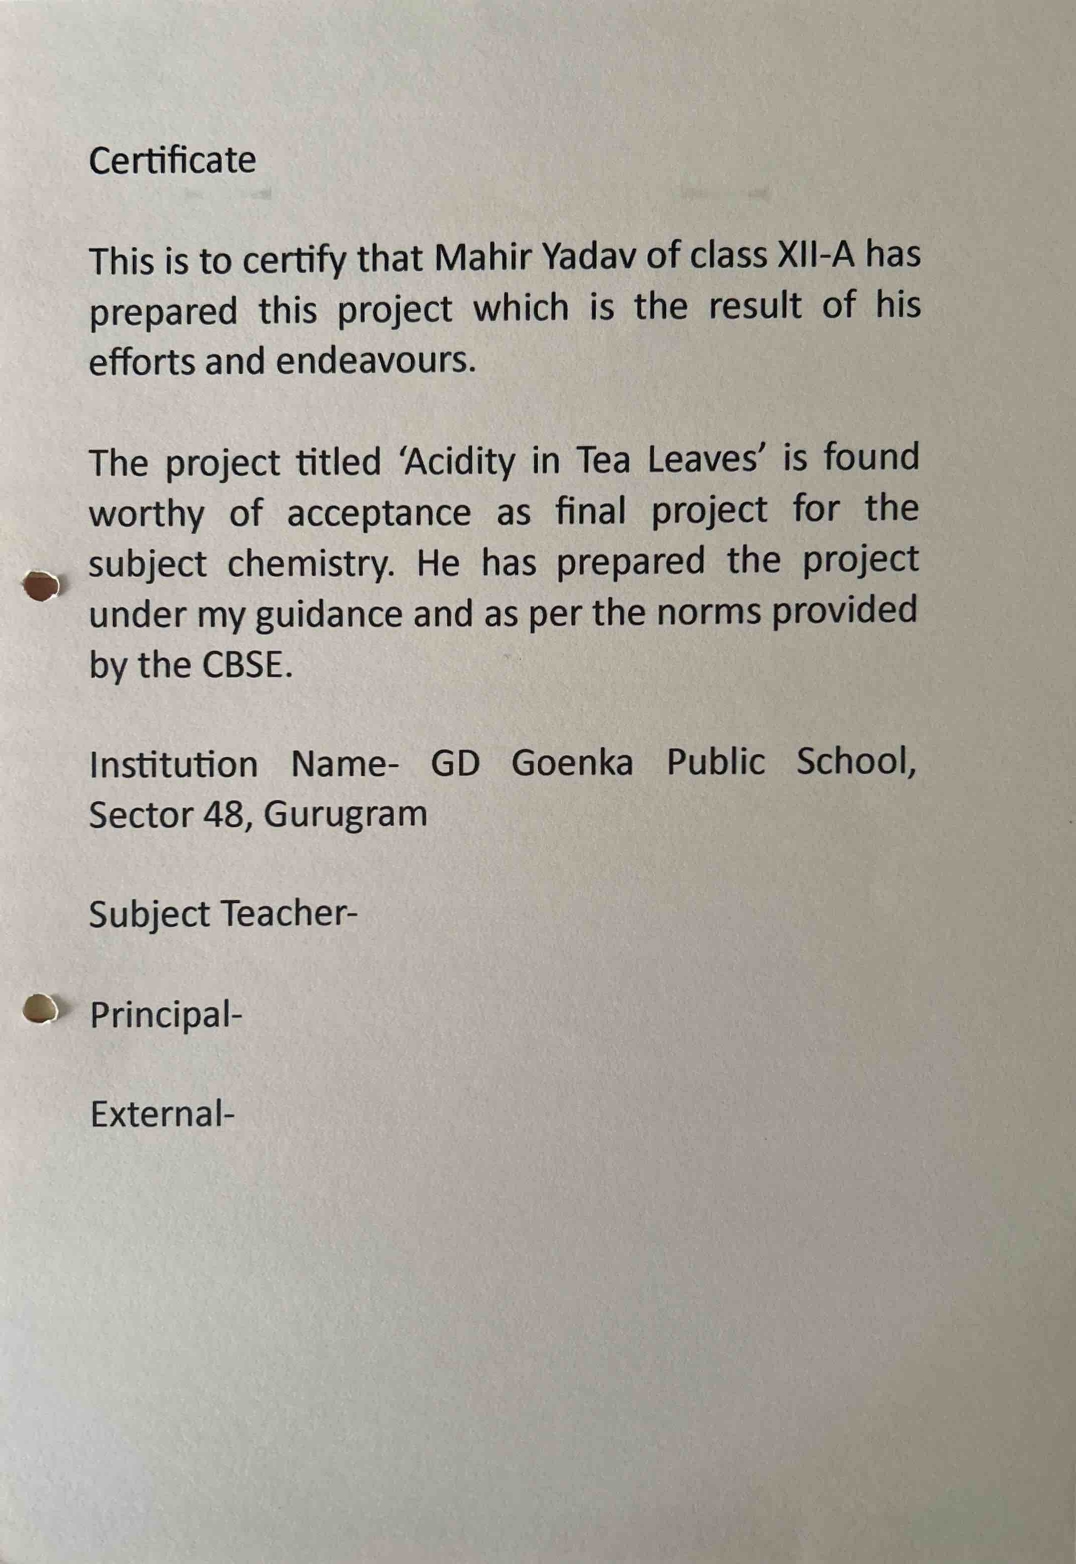 Certificate
This is to certify that Mahir Yadav of class XII-A has
prepared this project which is the result of his
efforts and endeavours.
The project titled ‘Acidity in Tea Leaves’ is found
worthy of acceptance as final project for the
subject chemistry. He has prepared the project
under my guidance and as per the norms provided
by the CBSE.
Institution Name- GD Goenka Public School,
Sector 48, Gurugram
Subject Teacher-
Principal-
External-